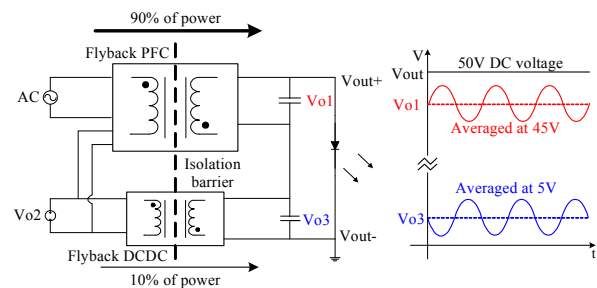 90% of power
Flyback PFC
AC
Vo1
Vout+
Isolation
barrier
Vo2
Vo3
Vout-
Flyback DCDC
10% of power
V
Vout
50V DC voltage
Vo1
Averaged at 45V
Averaged at 5V
Vo3
t